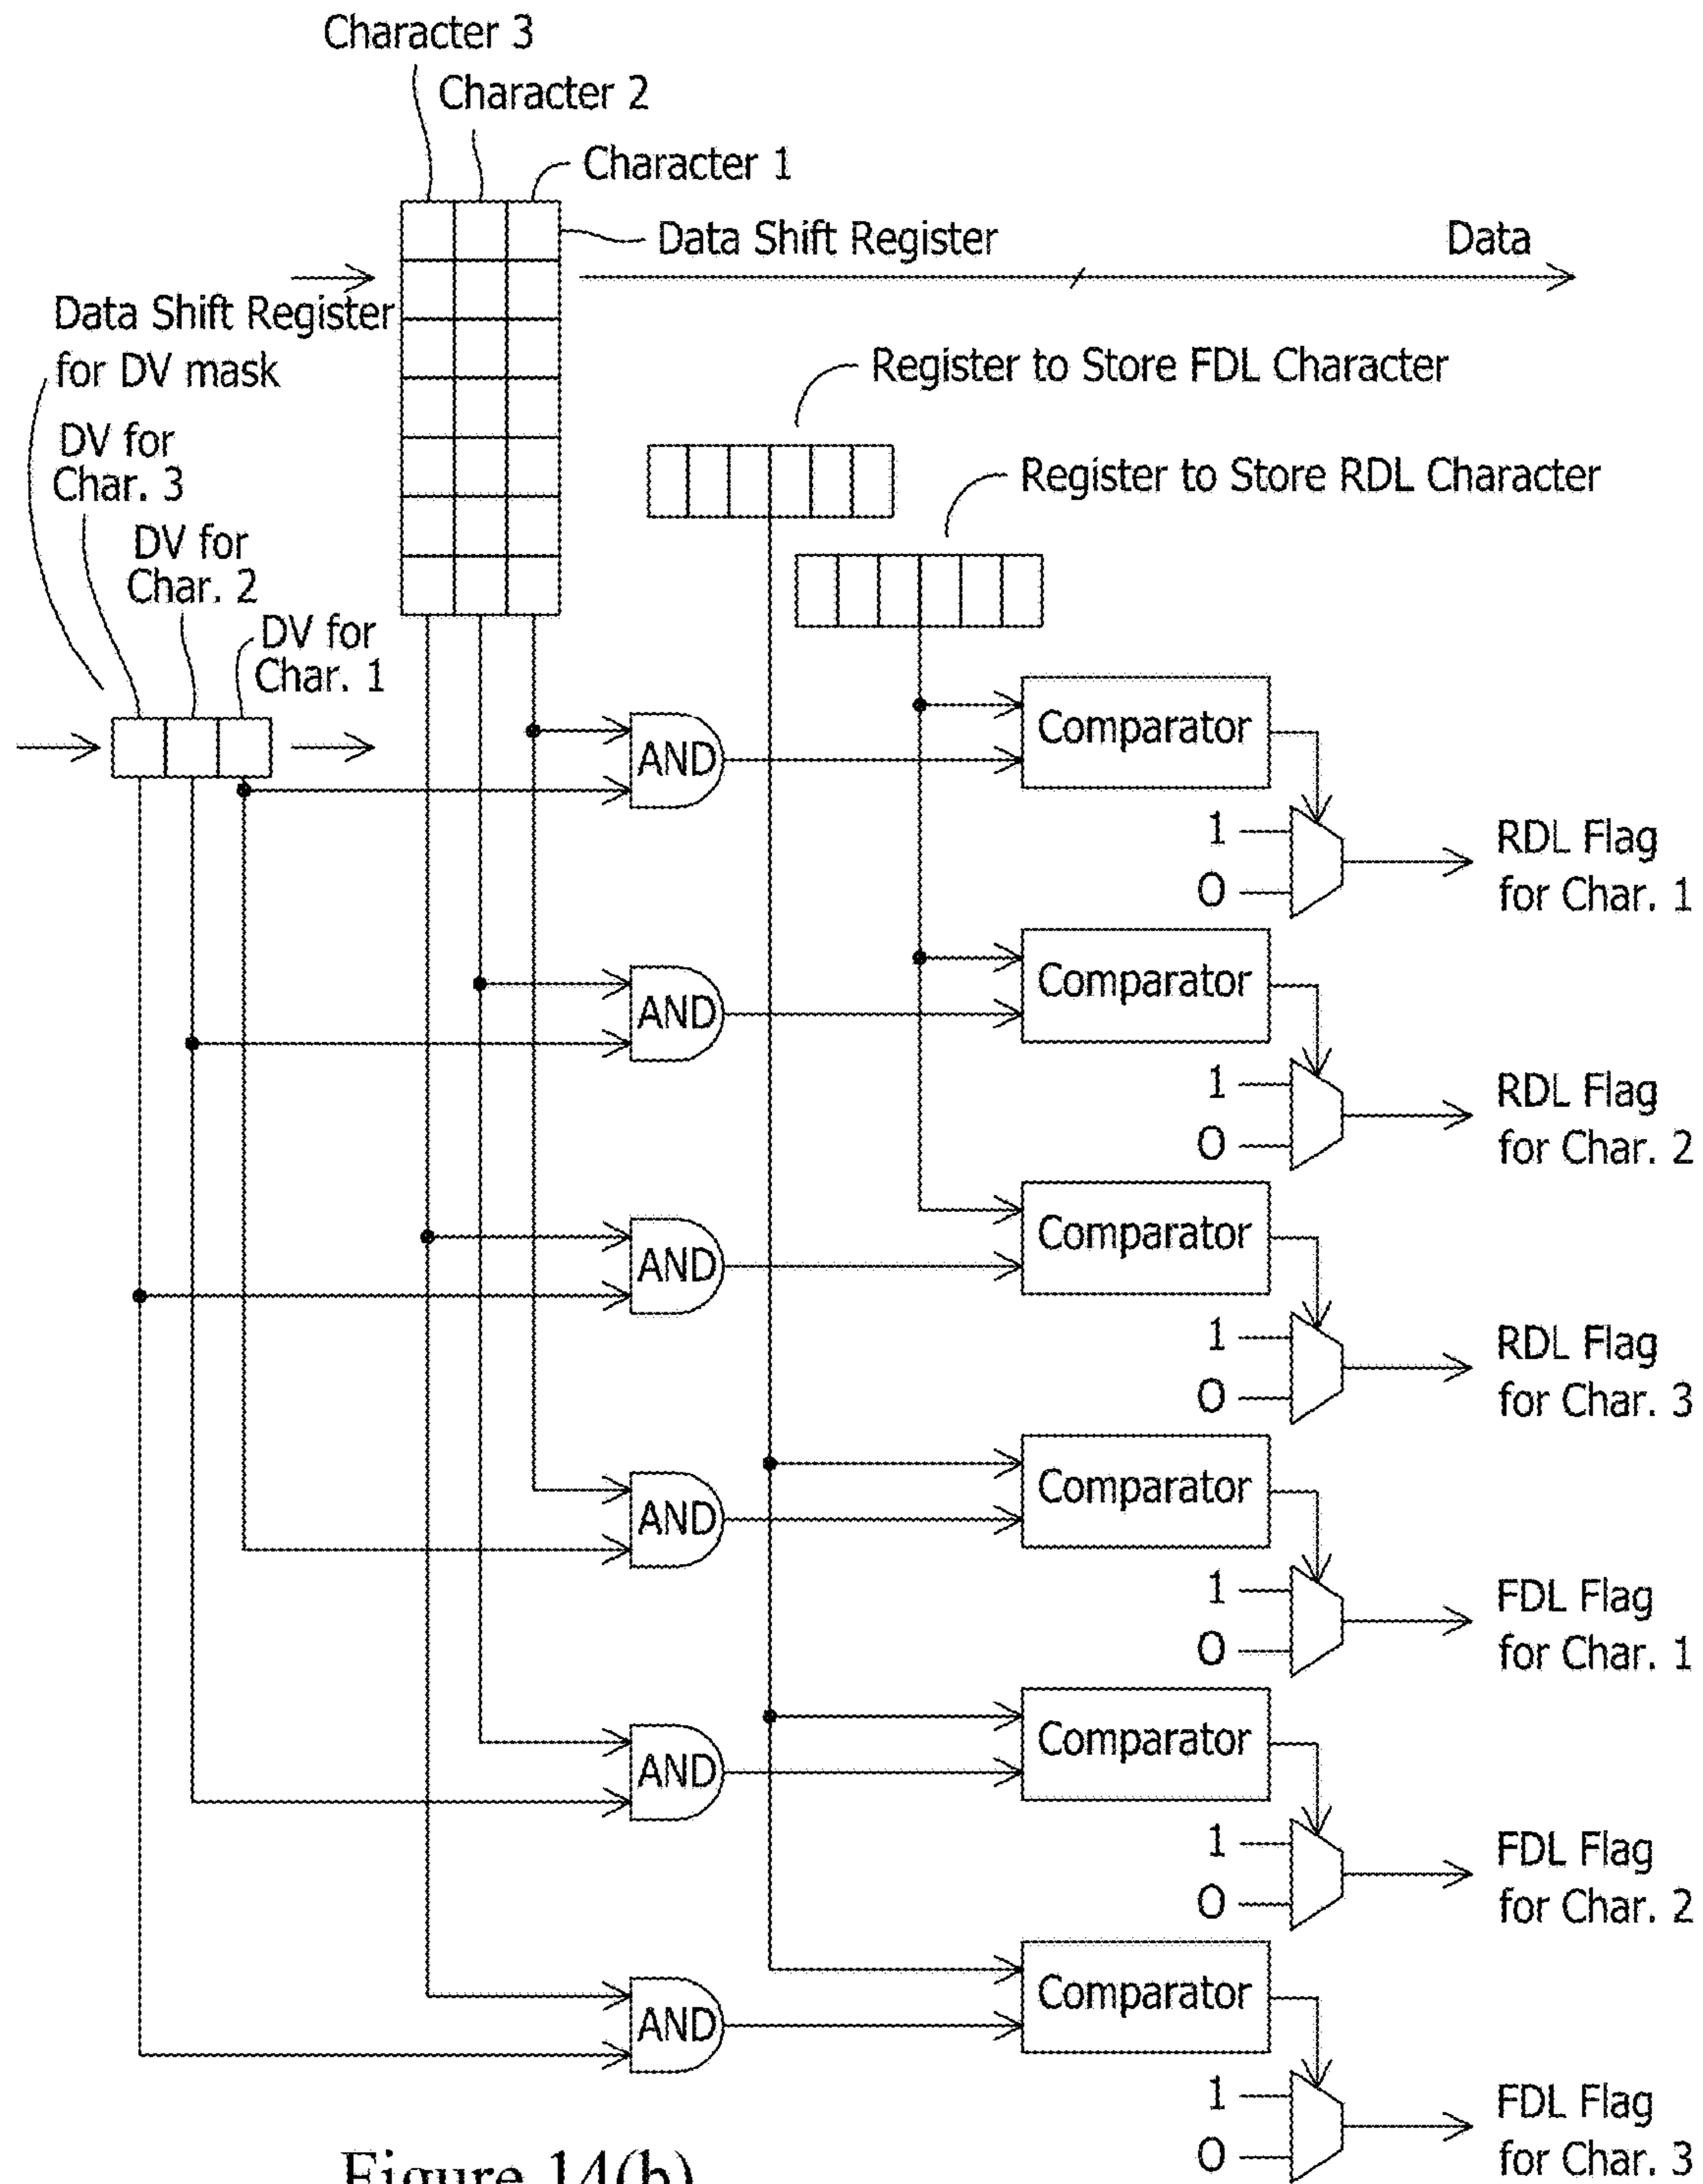 Character 3
Character 2
Character 1
Data Shift Register
Data
Data Shift Register
for DV mask
Register to Store FDL Character
DV for
Char. 3
Register to Store RDL Character
DV for
Char. 2
DV for
Char. 1
AND
Comparator
1
0
RDL Flag
for Char. 1
AND
Comparator
1
0
RDL Flag
for Char. 2
AND
Comparator
1
0
RDL Flag
for Char. 3
AND
Comparator
1
0
FDL Flag
for Char. 1
AND
Comparator
1
0
FDL Flag
for Char. 2
AND
Comparator
1
0
FDL Flag
for Char. 3
Figure 14(b)